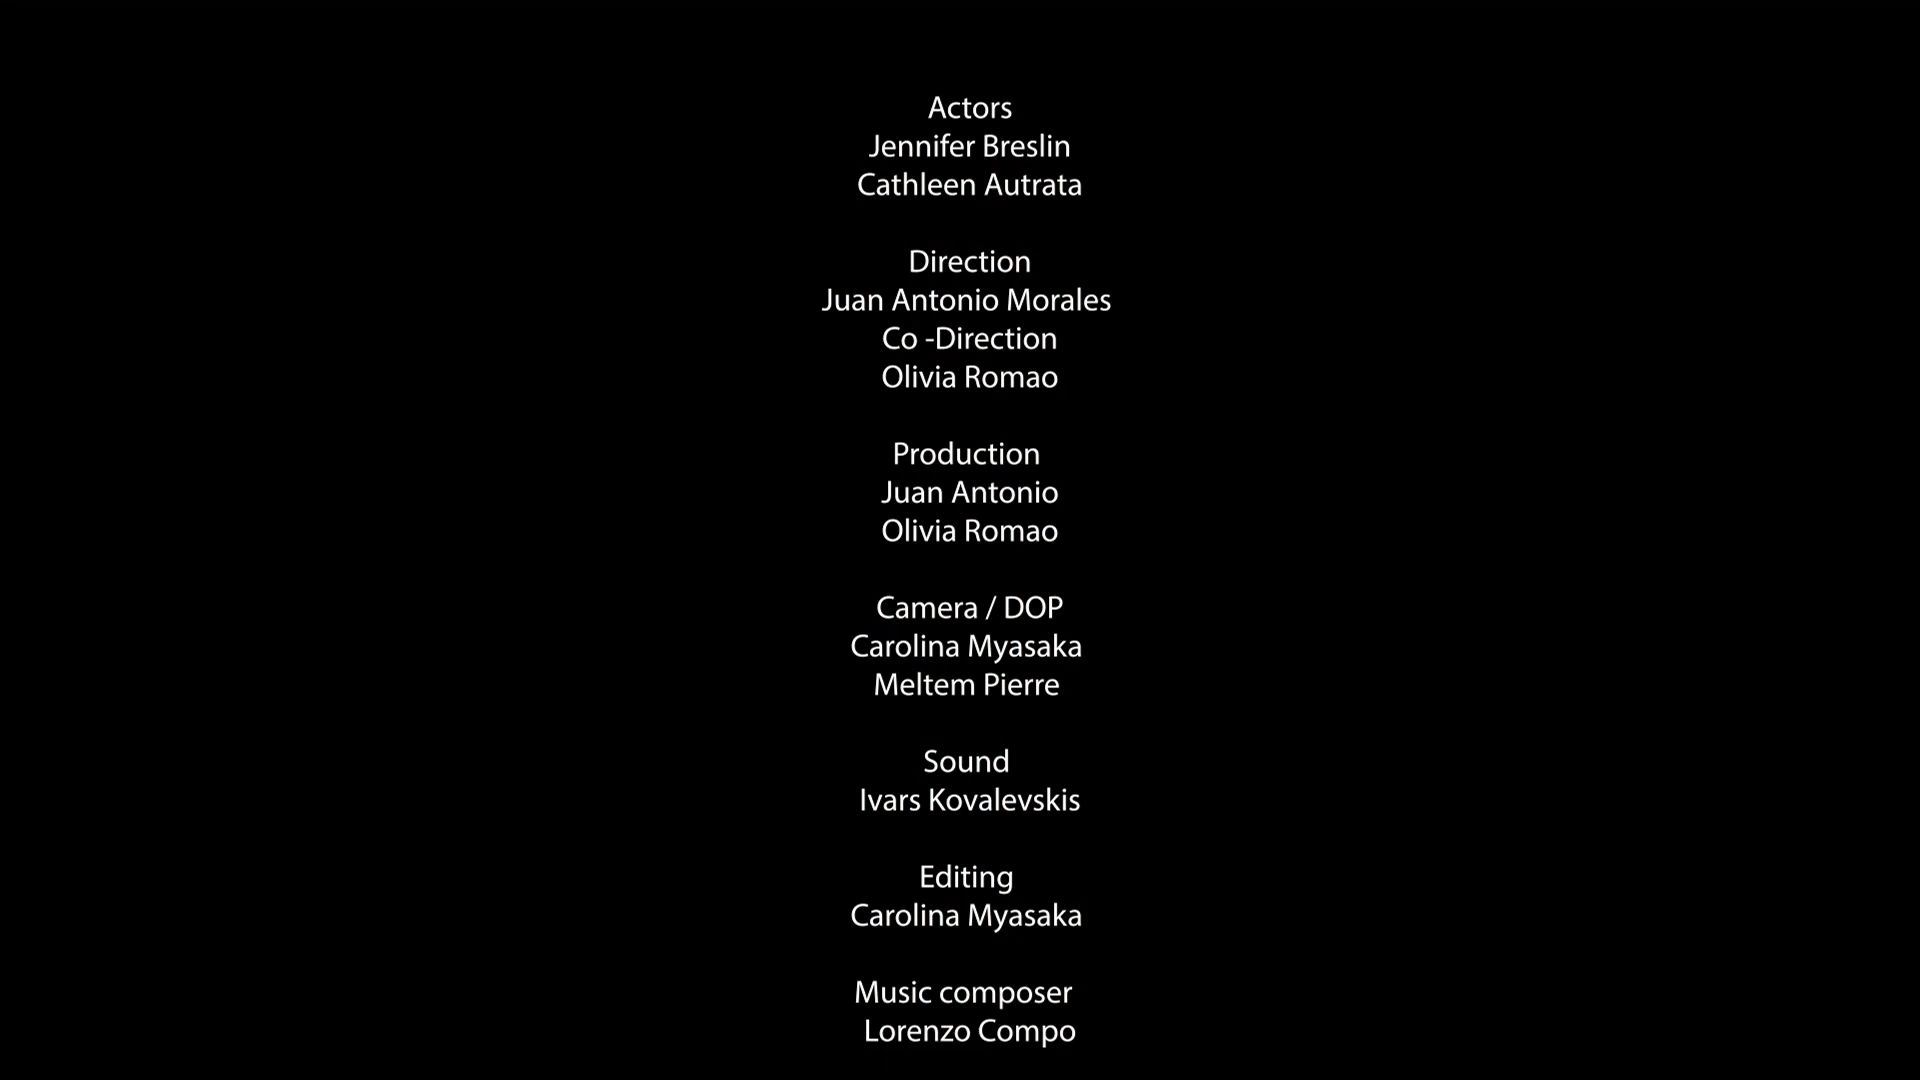 Actors
Jennifer Breslin
Cathleen Autrata
Direction
Juan Antonio Morales
Co -Direction
Olivia Romao
Production
Juan Antonio
Olivia Romao
Camera / DOP
Carolina Myasaka
Meltem Pierre
Sound
Ivars Kovalevskis
Editing
Carolina Myasaka
Music composer
Lorenzo Compo